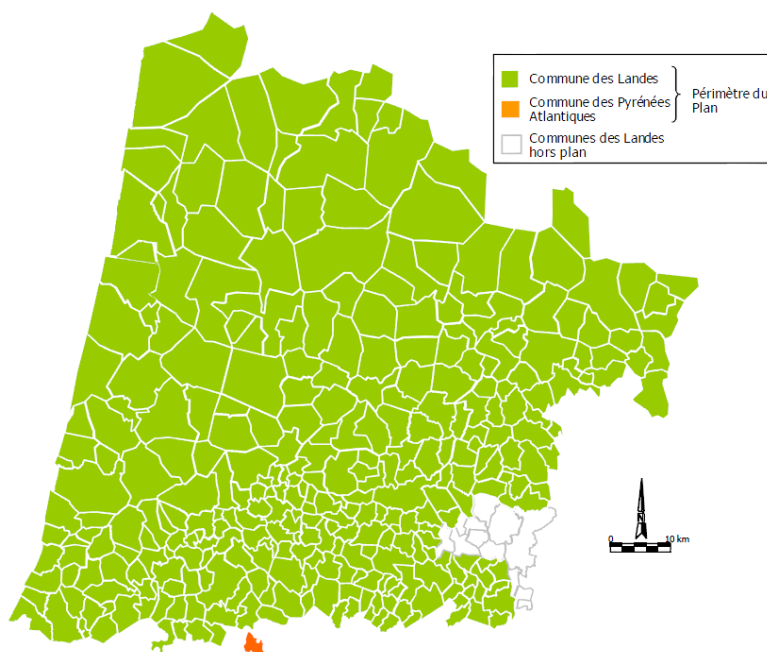 Commune des Landes
Commune des Pyrénées
Atlantiques
Périmètre du
Plan
Communes des Landes
hors plan
N
0 10 km